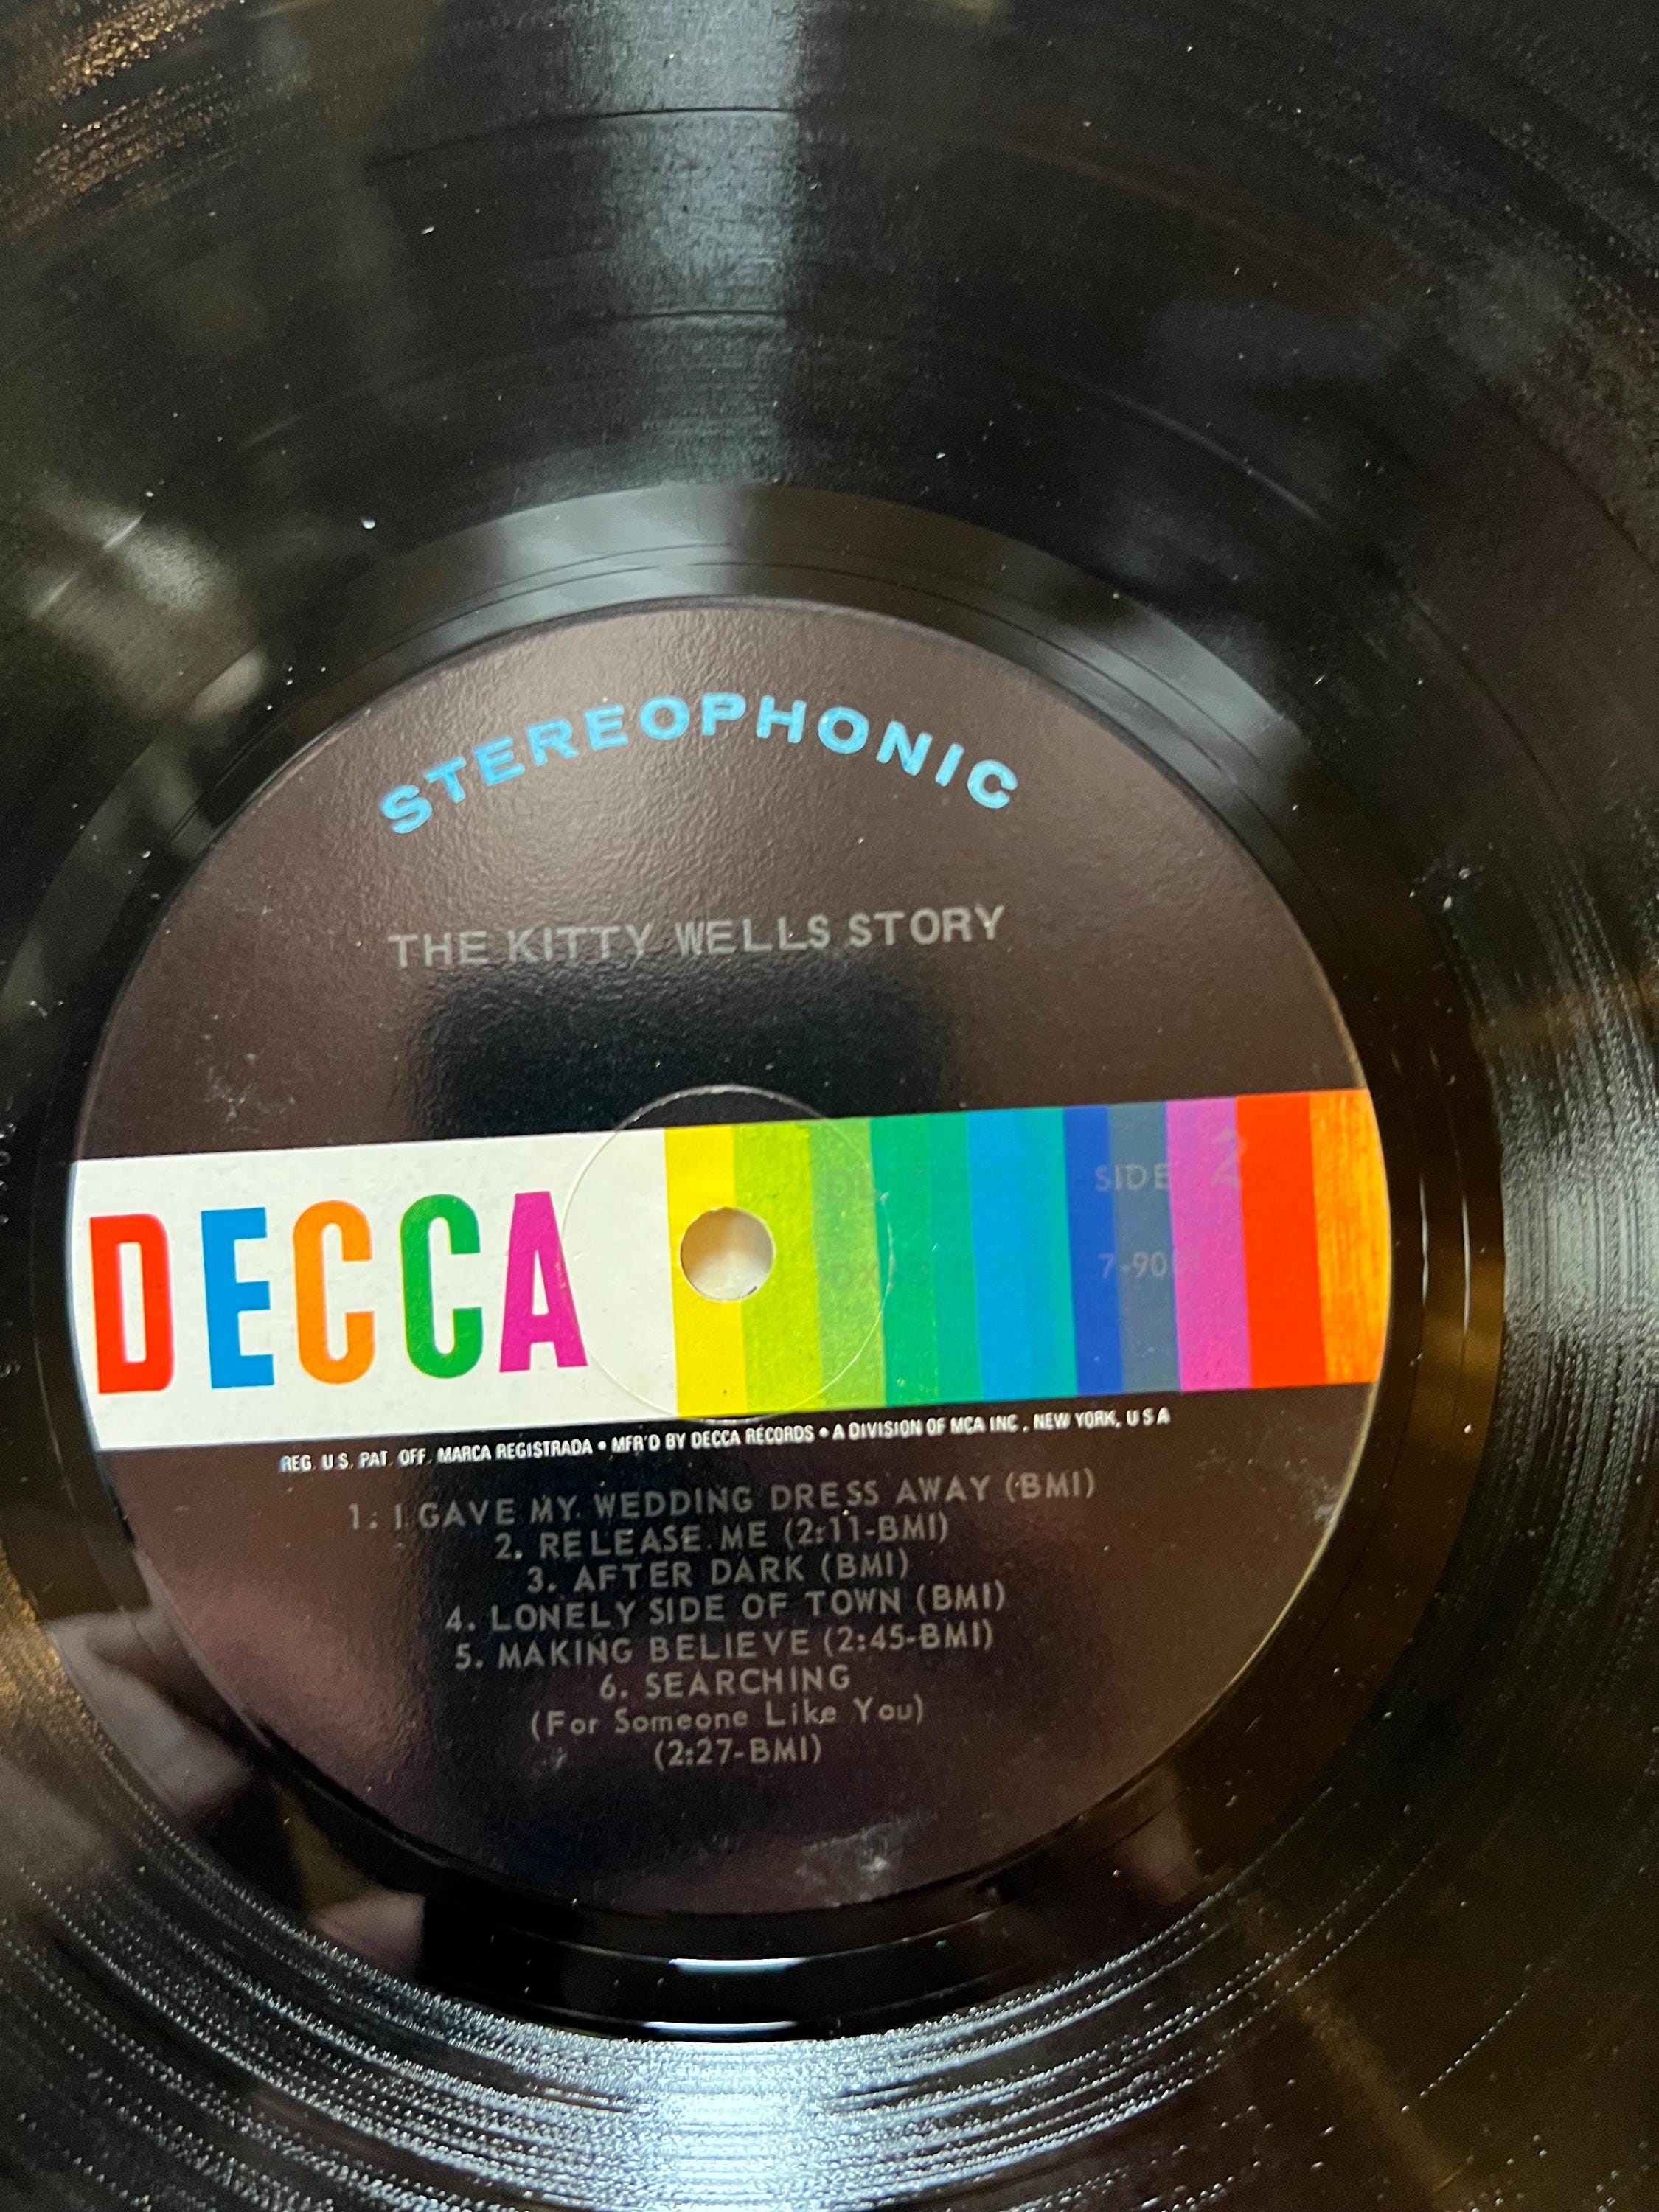 STEREOPHONIC
THE KITTY WELLS STORY
DECCA
SIDE 2
REG. U.S. PAT. OFF. MARCA REGISTRADA • MFR'D BY DECCA RECORDS • A DIVISION OF MCA INC., NEW YORK, U S A
1. I GAVE MY WEDDING DRESS AWAY (BMI)
2. RELEASE ME (2:11-BMI)
3. AFTER DARK (BMI)
4. LONELY SIDE OF TOWN (BMI)
5. MAKING BELIEVE (2:45-BMI)
6. SEARCHING
(For Someone Like You)
(2:27-BMI)